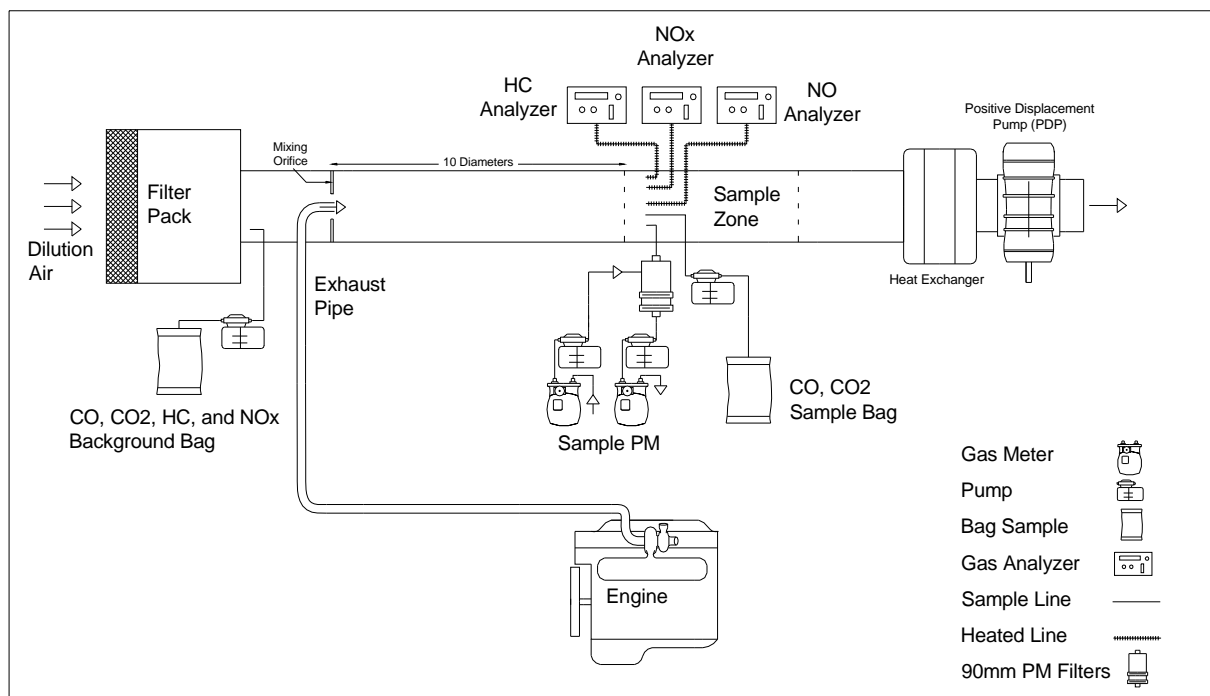 NOx
Analyzer
HC
Analyzer
NO
Analyzer
Positive Displacement
Pump (PDP)
Mixing
Orifice
10 Diameters
Filter
Pack
Sample
Zone
Dilution
Air
Heat Exchanger
Exhaust
Pipe
CO, CO2, HC, and NOx
Background Bag
Sample PM
CO, CO2
Sample Bag
Engine
Gas Meter
Pump
Bag Sample
Gas Analyzer
Sample Line
Heated Line
90mm PM Filters